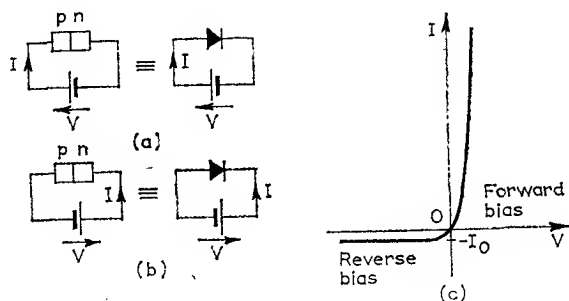 p n
I
≡
I
V
V
(a)
p n
I
≡
I
V
V
(b)
I
O
Forward
bias
V
-I₀
Reverse
bias
(c)